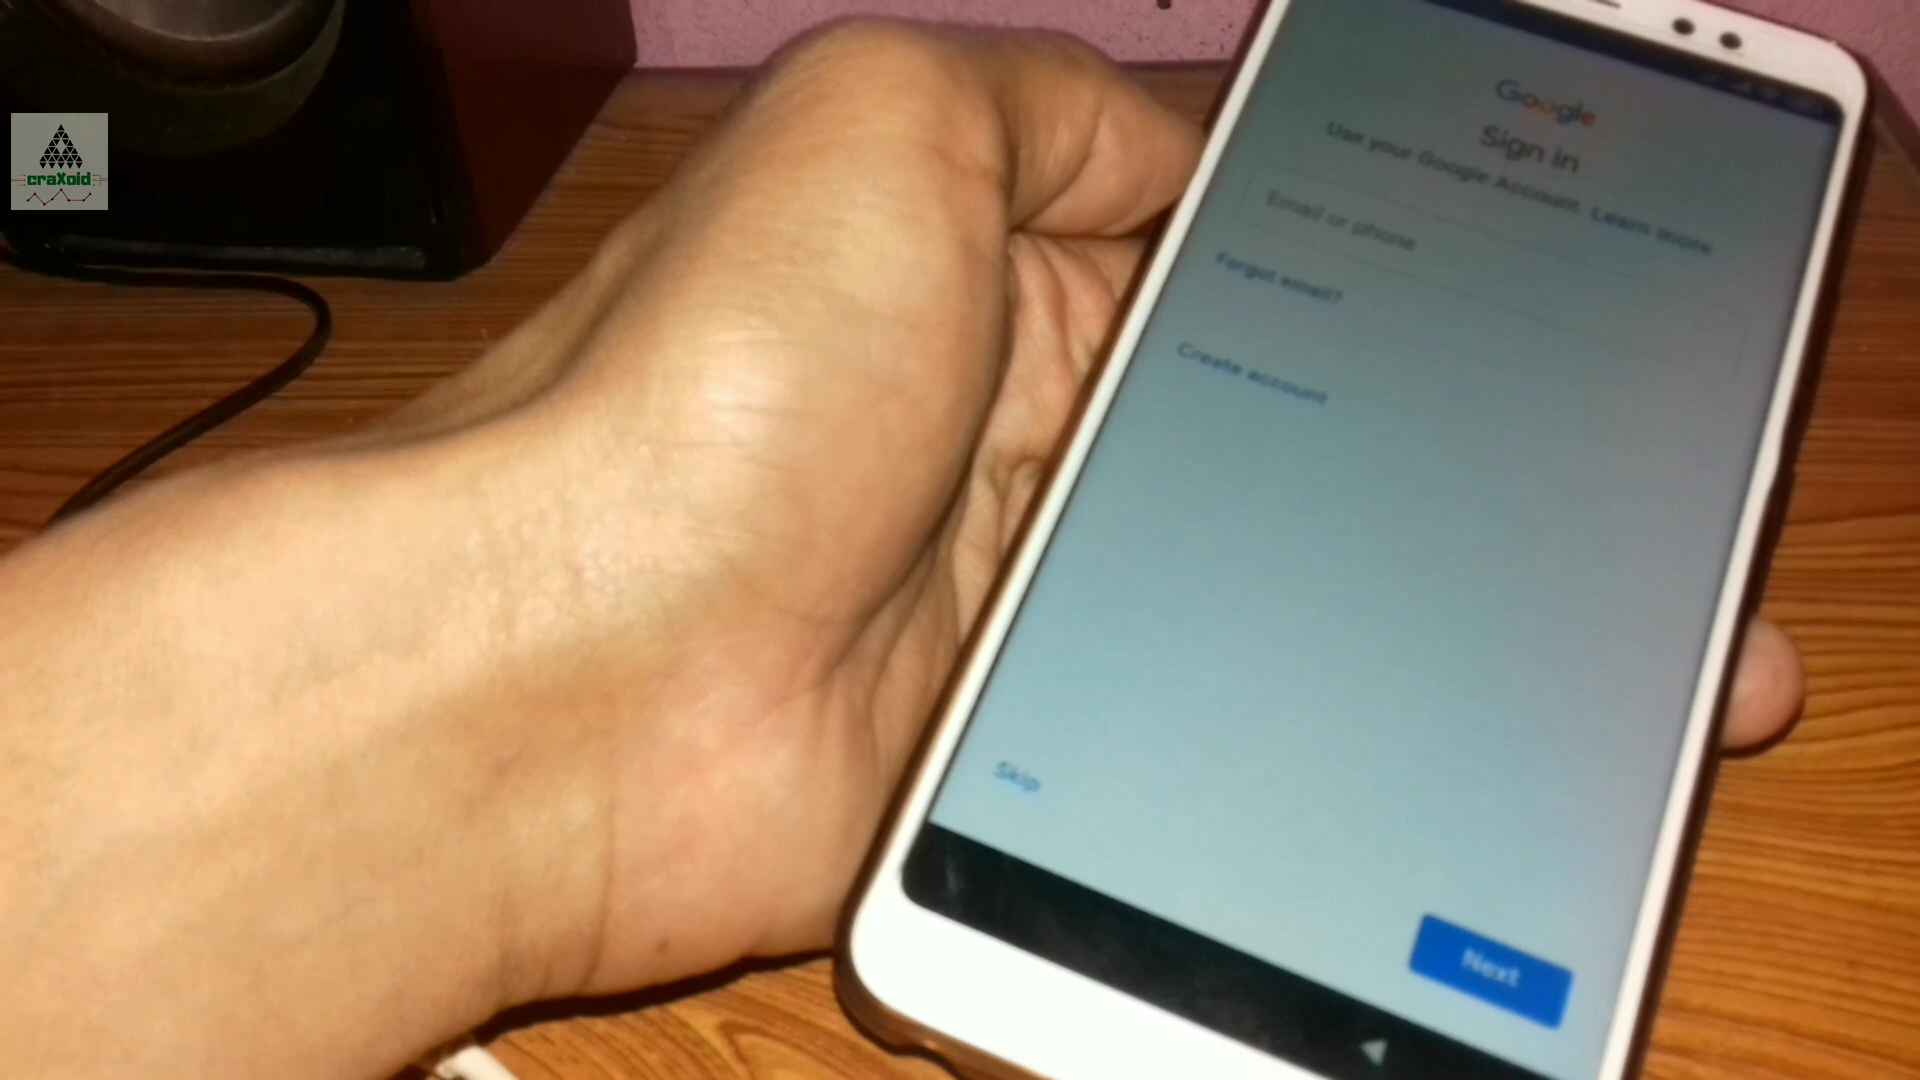 craXoid
Google
Sign in
Use your Google Account. Learn more
Email or phone
Forgot email?
Create account
Skip
Next